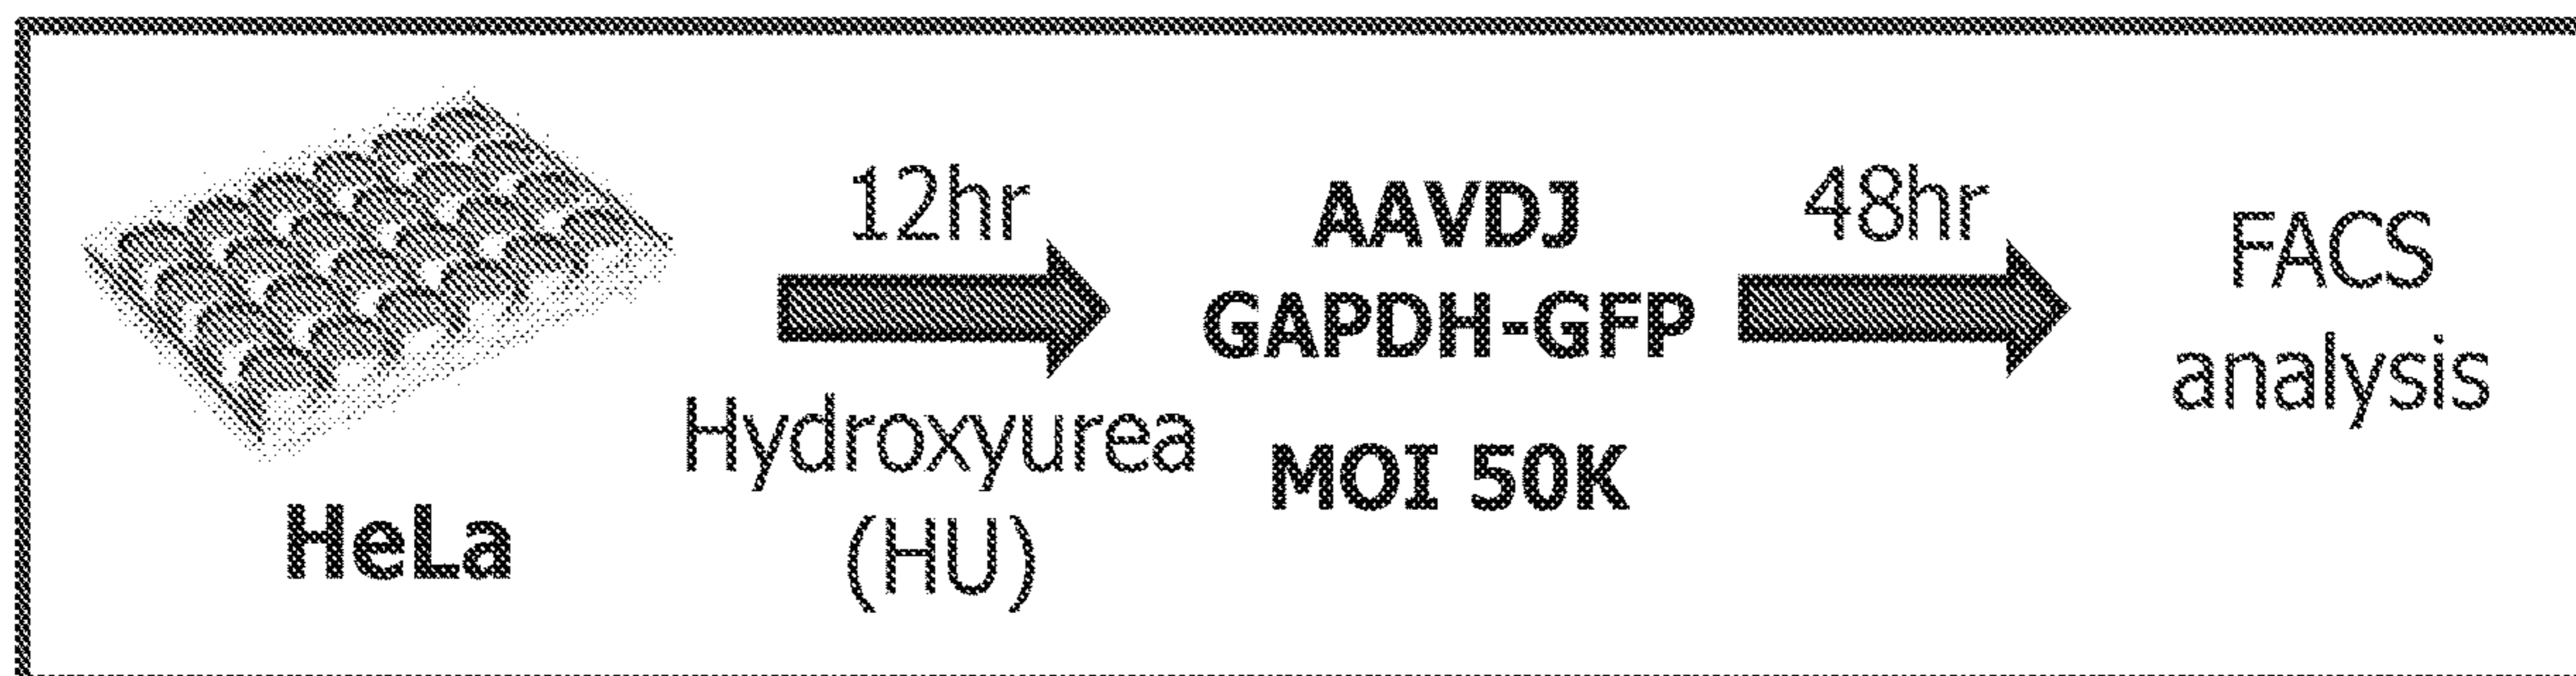 HeLa
12hr
Hydroxyurea
(HU)
AAVDJ
GAPDH-GFP
MOI 50K
48hr
FACS
analysis